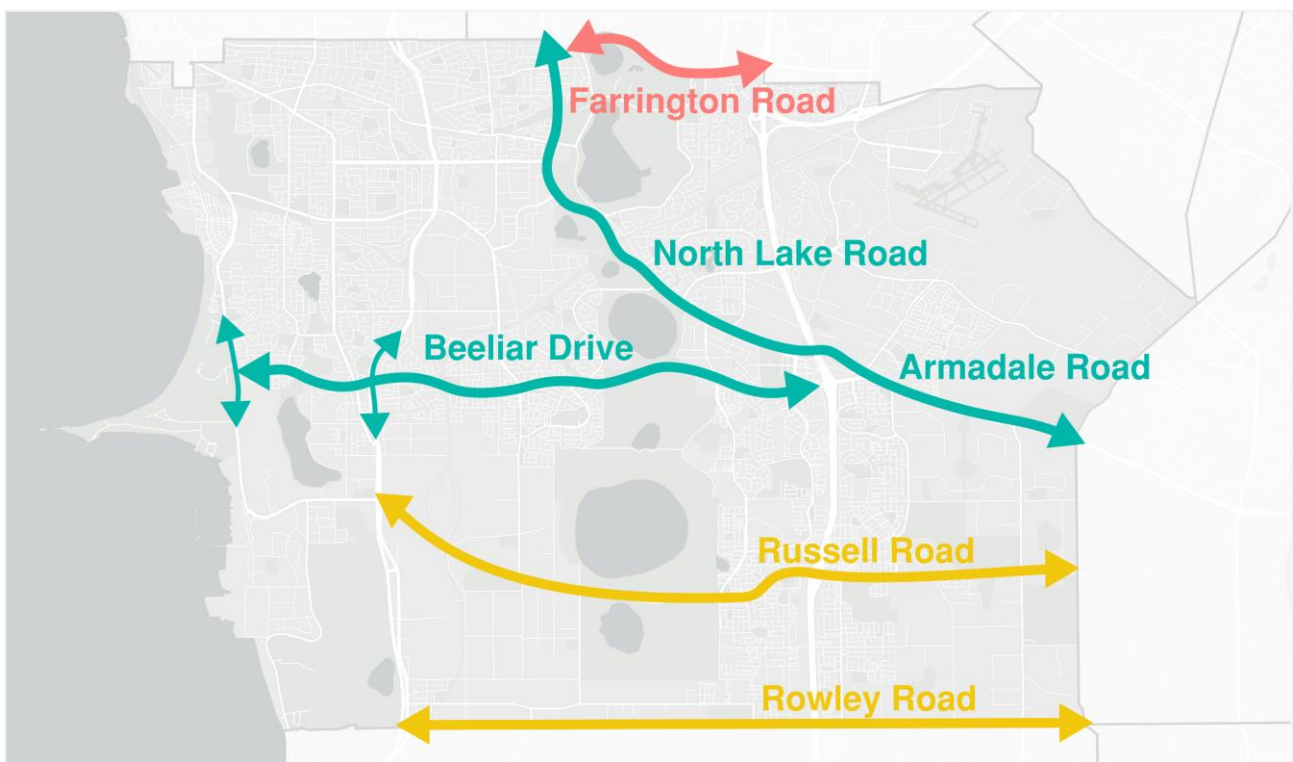 Farrington Road
North Lake Road
Beeliar Drive
Armadale Road
Russell Road
Rowley Road